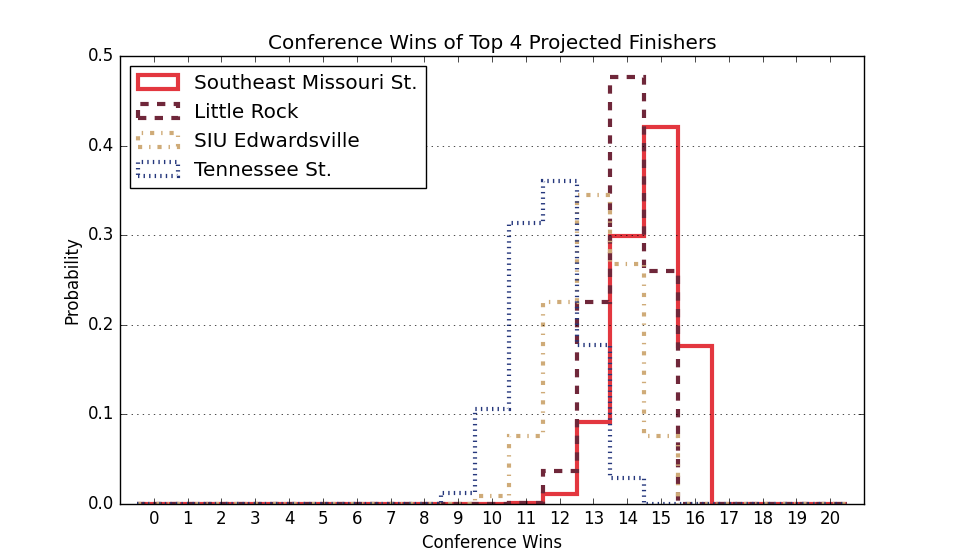 Conference Wins of Top 4 Projected Finishers
Southeast Missouri St.
Little Rock
SIU Edwardsville
Tennessee St.
Probability
0.5
0.4
0.3
0.2
0.1
0.0
0 1 2 3 4 5 6 7 8 9 10 11 12 13 14 15 16 17 18 19 20
Conference Wins